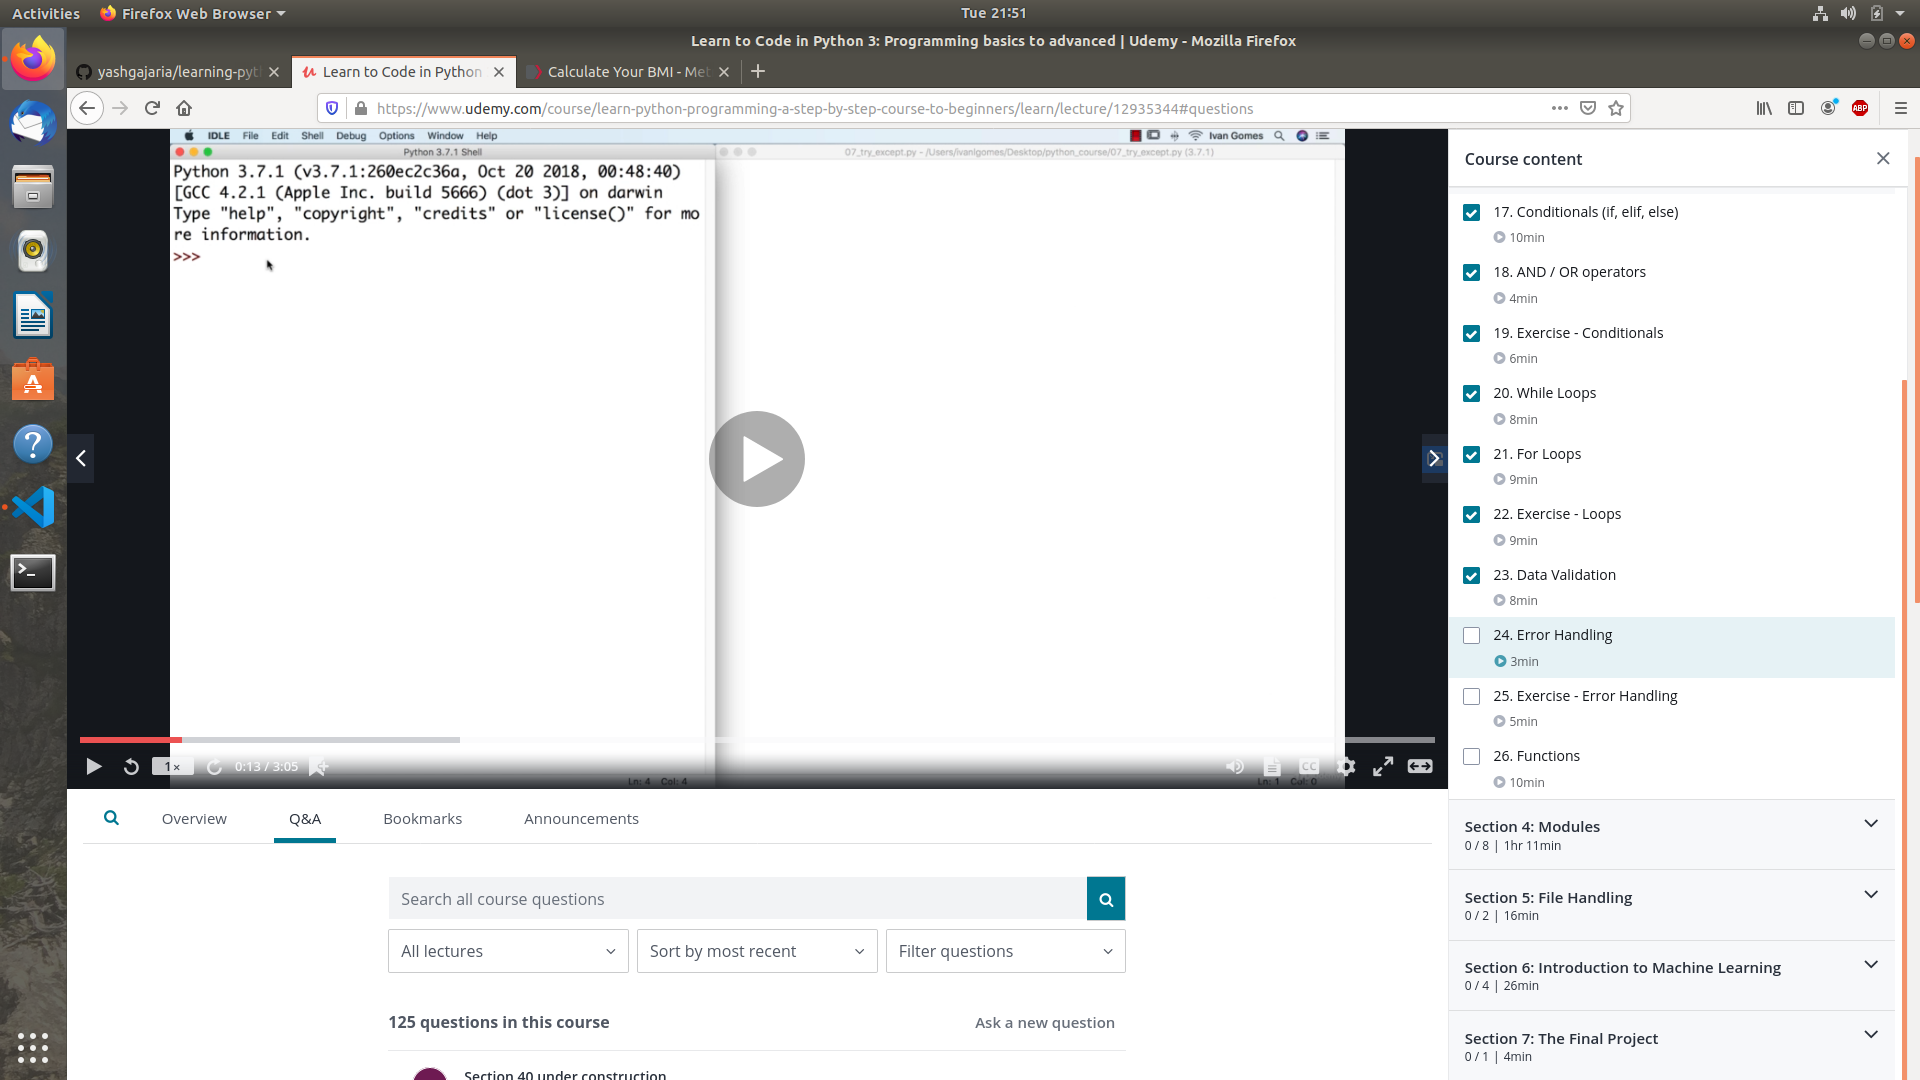 Activities
Firefox Web Browser
Tue 21:51
Learn to Code in Python 3: Programming basics to advanced | Udemy - Mozilla Firefox
yashgajaria/learning-pyt
Learn to Code in Python
Calculate Your BMI - Met
https://www.udemy.com/course/learn-python-programming-a-step-by-step-course-to-beginners/learn/lecture/12935344#questions
ABP
IDLE File Edit Shell Debug Options Window Help
Ivan Gomes
Python 3.7.1 Shell
07_try_except.py - /Users/ivanlgomes/Desktop/python_course/07_try_except.py (3.7.1)
Python 3.7.1 (v3.7.1:260ec2c36a, Oct 20 2018, 00:48:40)
[GCC 4.2.1 (Apple Inc. build 5666) (dot 3)] on darwin
Type "help", "copyright", "credits" or "license()" for mo
re information.
>>>
1×
0:13 / 3:05
CC
Ln: 4 Col: 4
Ln: 1 Col: 0
Overview
Q&A
Bookmarks
Announcements
Search all course questions
All lectures
Sort by most recent
Filter questions
125 questions in this course
Ask a new question
Section 40 under construction
Course content
17. Conditionals (if, elif, else)
10min
18. AND / OR operators
4min
19. Exercise - Conditionals
6min
20. While Loops
8min
21. For Loops
9min
22. Exercise - Loops
9min
23. Data Validation
8min
24. Error Handling
3min
25. Exercise - Error Handling
5min
26. Functions
10min
Section 4: Modules
0 / 8 | 1hr 11min
Section 5: File Handling
0 / 2 | 16min
Section 6: Introduction to Machine Learning
0 / 4 | 26min
Section 7: The Final Project
0 / 1 | 4min